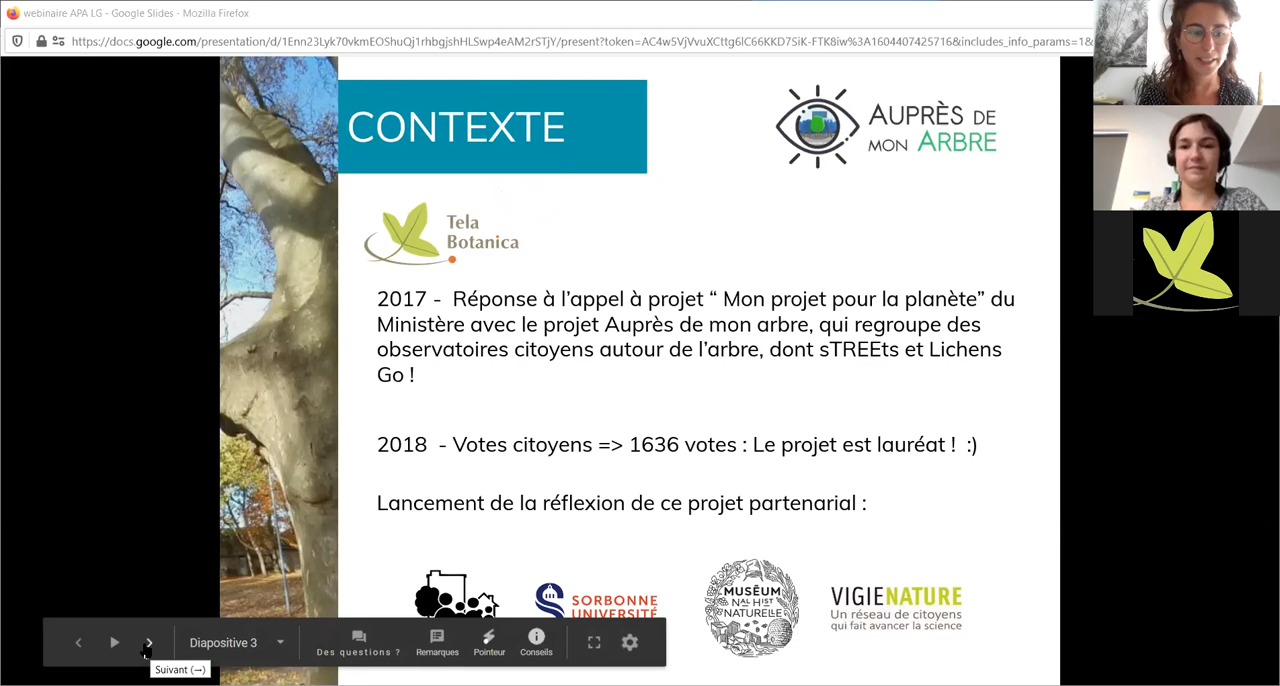 webinaire APA LG - Google Slides - Mozilla Firefox
https://docs.google.com/presentation/d/1Enn23Lyk70vkmEOShuQj1rhbgjshHLSwp4eAM2rSTjY/present?token=AC4w5VjVvuXCttg6lC66KKD7SiK-FTK8iw%3A1604407425716&includes_info_params=1&
CONTEXTE
AUPRÈS DE
MON ARBRE
Tela
Botanica
2017 - Réponse à l’appel à projet “ Mon projet pour la planète” du
Ministère avec le projet Auprès de mon arbre, qui regroupe des
observatoires citoyens autour de l’arbre, dont sTREEts et Lichens
Go !
2018 - Votes citoyens => 1636 votes : Le projet est lauréat ! :)
Lancement de la réflexion de ce projet partenarial :
SORBONNE
UNIVERSITÉ
MUSÉUM
NAL HIST
NATURELLE
VIGIENATURE
Un réseau de citoyens
qui fait avancer la science
Diapositive 3
Des questions ?
Remarques
Pointeur
Conseils
Suivant (→)